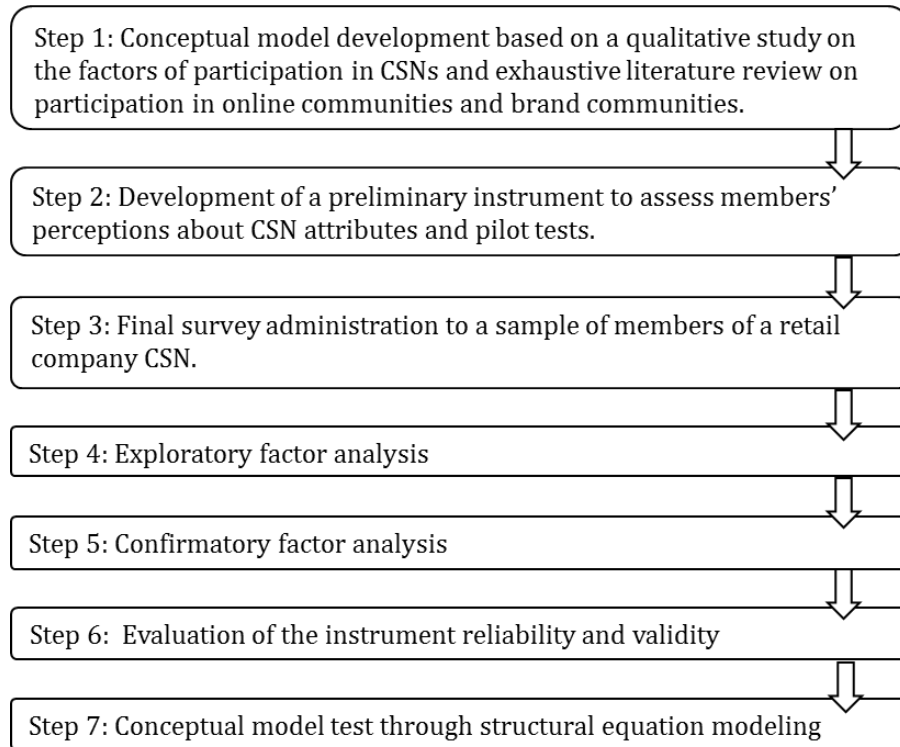 Step 1: Conceptual model development based on a qualitative study on
the factors of participation in CSNs and exhaustive literature review on
participation in online communities and brand communities.
Step 2: Development of a preliminary instrument to assess members’
perceptions about CSN attributes and pilot tests.
Step 3: Final survey administration to a sample of members of a retail
company CSN.
Step 4: Exploratory factor analysis
Step 5: Confirmatory factor analysis
Step 6: Evaluation of the instrument reliability and validity
Step 7: Conceptual model test through structural equation modeling